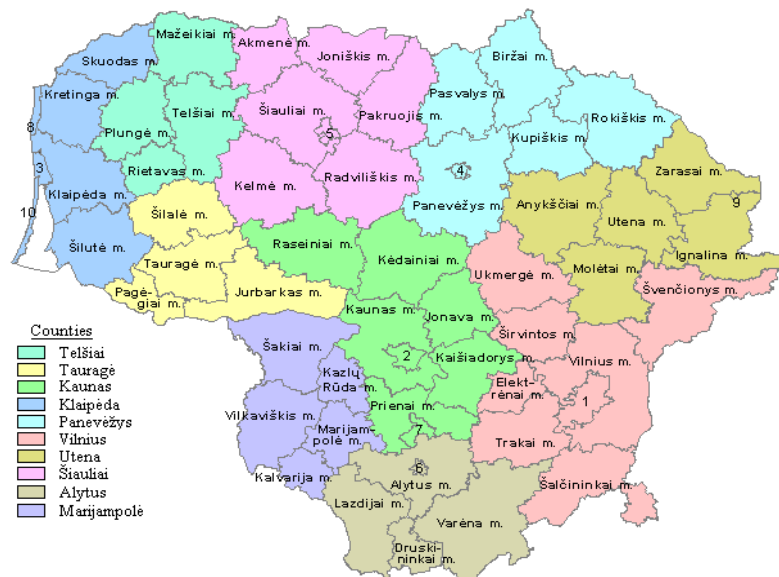 Mažeikiai m.
Akmenė m.
Joniškis m.
Skuodas m.
Biržai m.
Kretinga m.
Telšiai m.
Šiauliai m.
Pakruojis m.
Pasvalys m.
Rokiškis m.
8
Plungė m.
5
Kupiškis m.
3
Rietavas m.
Kelmė m.
Radviliškis m.
4
Zarasai m.
Klaipėda m.
Panevėžys m.
Anykščiai m.
9
10
Šilalė m.
Utena m.
Šilutė m.
Raseiniai m.
Kėdainiai m.
Ukmergė m.
Molėtai m.
Ignalina m.
Tauragė m.
Pagė-
giai m.
Jurbarkas m.
Švenčionys m.
Kaunas m.
Jonava m.
Širvintos m.
Šakiai m.
2
Kaišiadorys m.
Vilnius m.
Kazlų
Rūda m.
Elekt-
rėnai m.
1
Vilkaviškis m.
Prienai m.
Marijam-
polė m.
7
Trakai m.
Kalvarija m.
6
Alytus m.
Šalčininkai m.
Lazdijai m.
Varėna m.
Druski-
ninkai m.
Counties
Telšiai
Tauragė
Kaunas
Klaipėda
Panevėžys
Vilnius
Utena
Šiauliai
Alytus
Marijampolė